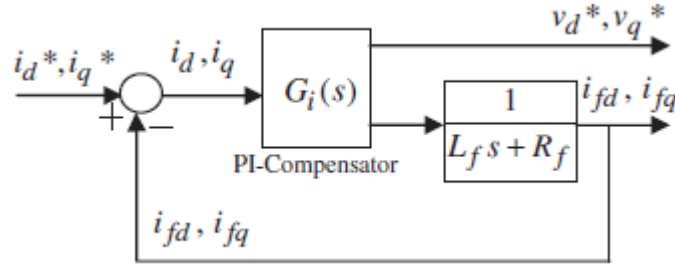 v_d*, v_q*
i_d*, i_q*
i_d, i_q
G_i(s)
1
L_f s + R_f
i_fd, i_fq
+
−
PI-Compensator
i_fd, i_fq